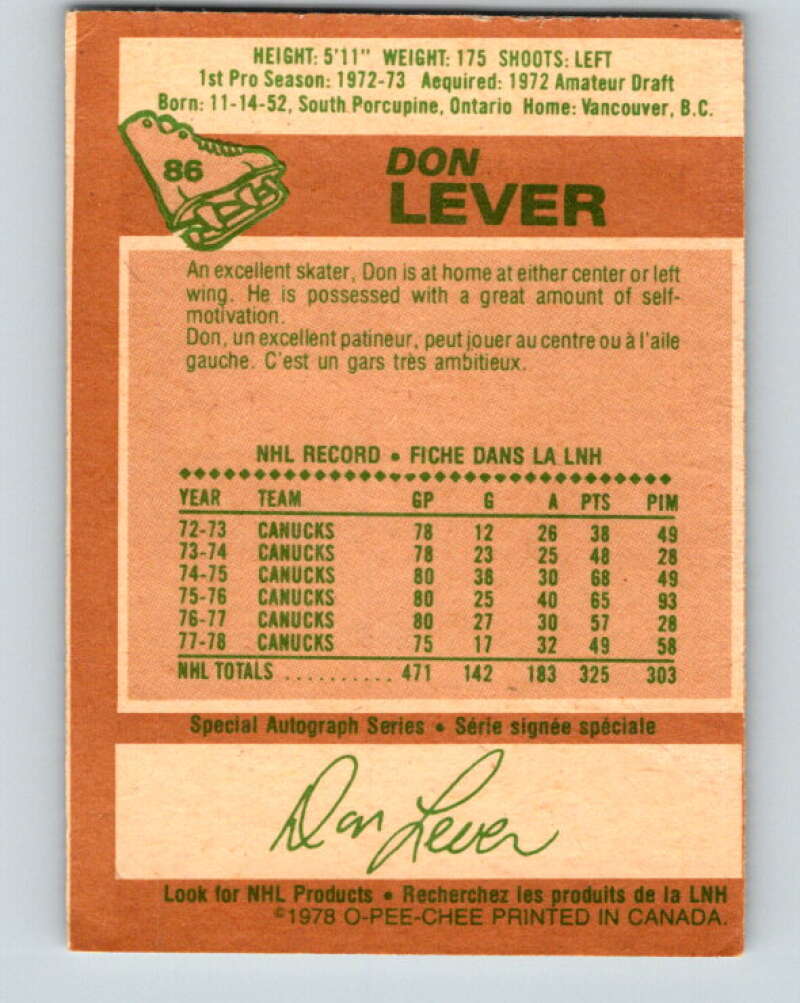 HEIGHT: 5'11" WEIGHT: 175 SHOOTS: LEFT
1st Pro Season: 1972-73 Aequired: 1972 Amateur Draft
Born: 11-14-52, South Porcupine, Ontario Home: Vancouver, B.C.
86
DON
LEVER
An excellent skater, Don is at home at either center or left
wing. He is possessed with a great amount of self-
motivation.
Don, un excellent patineur, peut jouer au centre ou à l'aile
gauche. C'est un gars très ambitieux.
NHL RECORD • FICHE DANS LA LNH
YEAR TEAM GP G A PTS PIM
72-73 CANUCKS 78 12 26 38 49
73-74 CANUCKS 78 23 25 48 28
74-75 CANUCKS 80 38 30 68 49
75-76 CANUCKS 80 25 40 65 93
76-77 CANUCKS 80 27 30 57 28
77-78 CANUCKS 75 17 32 49 58
NHL TOTALS .......... 471 142 183 325 303
Special Autograph Series • Série signée spéciale
Don Lever
Look for NHL Products • Recherchez les produits de la LNH
©1978 O-PEE-CHEE PRINTED IN CANADA.